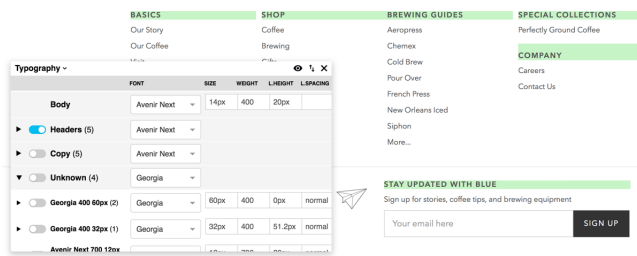 BASICS
Our Story
Our Coffee
SHOP
Coffee
Brewing
BREWING GUIDES
Aeropress
Chemex
Cold Brew
Pour Over
French Press
New Orleans Iced
Siphon
More...
SPECIAL COLLECTIONS
Perfectly Ground Coffee
COMPANY
Careers
Contact Us
Typography
FONT SIZE WEIGHT L.HEIGHT L.SPACING
Body Avenir Next 14px 400 20px
Headers (5) Avenir Next
Copy (5) Avenir Next
Unknown (4) Georgia
Georgia 400 60px (2) Georgia 60px 400 0px normal
Georgia 400 32px (1) Georgia 32px 400 51.2px normal
Avenir Next 700 12px
STAY UPDATED WITH BLUE
Sign up for stories, coffee tips, and brewing equipment
Your email here
SIGN UP